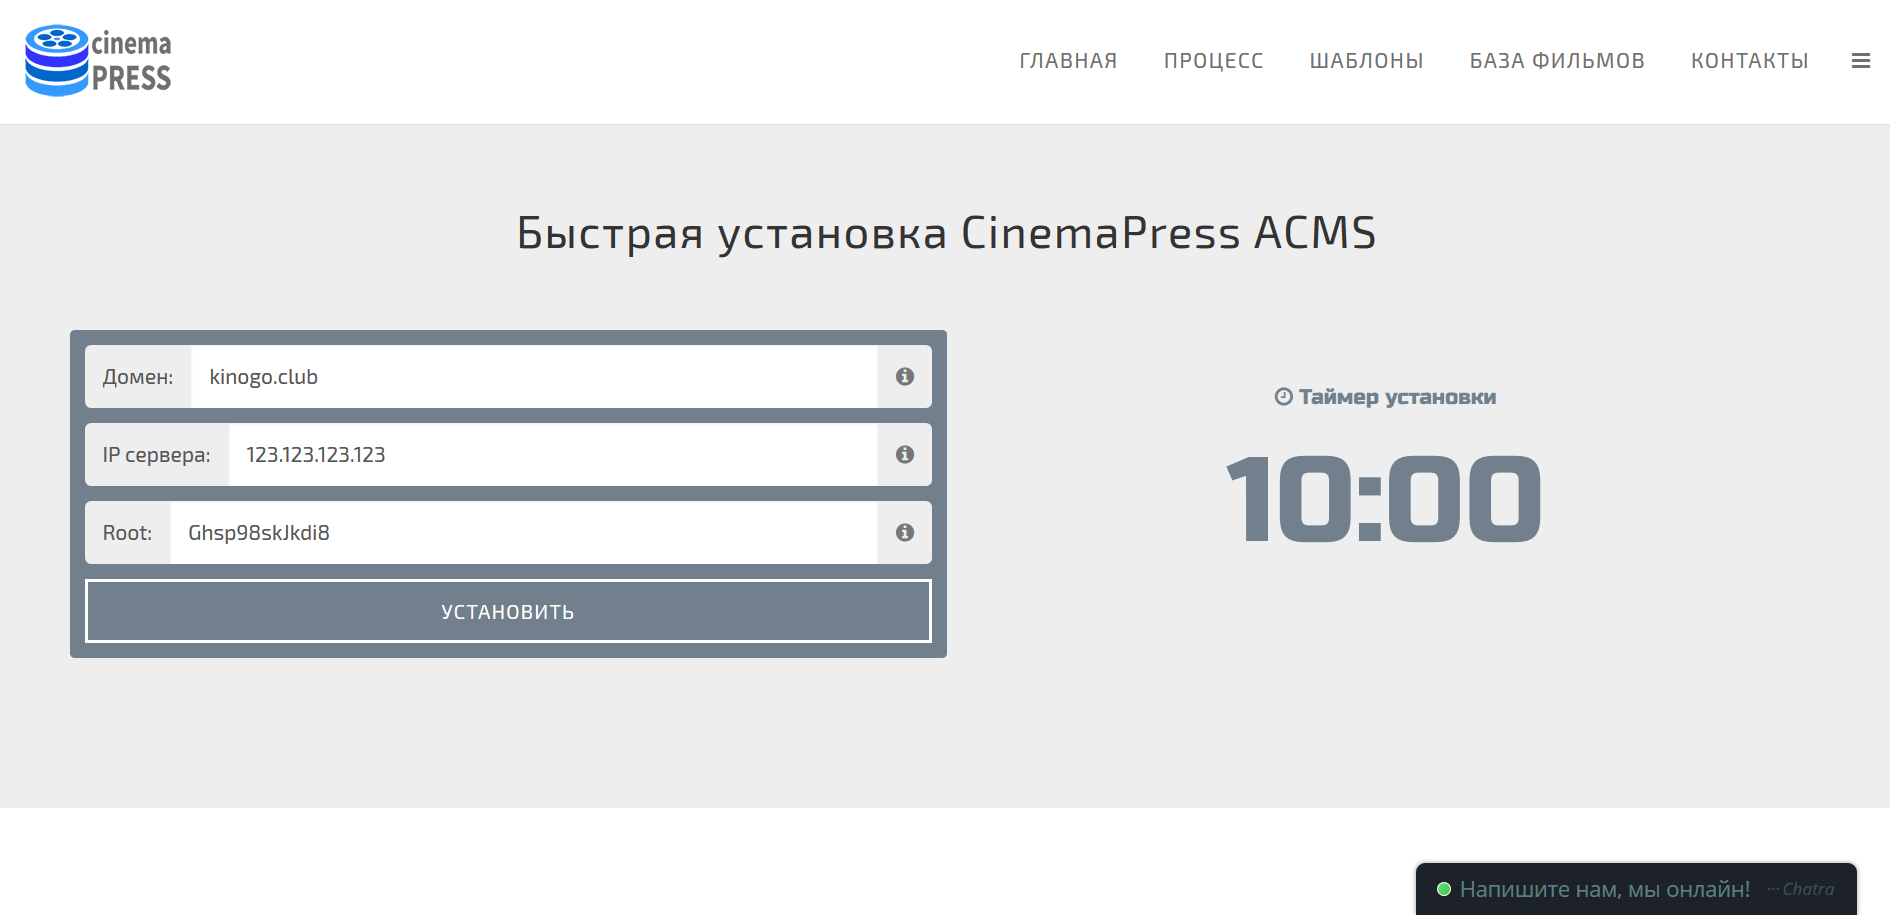 cinema
PRESS
ГЛАВНАЯ ПРОЦЕСС ШАБЛОНЫ БАЗА ФИЛЬМОВ КОНТАКТЫ
Быстрая установка CinemaPress ACMS
Домен: kinogo.club
IP сервера: 123.123.123.123
Root: Ghsp98skJkdi8
УСТАНОВИТЬ
Таймер установки
10:00
Напишите нам, мы онлайн! ··· Chatra